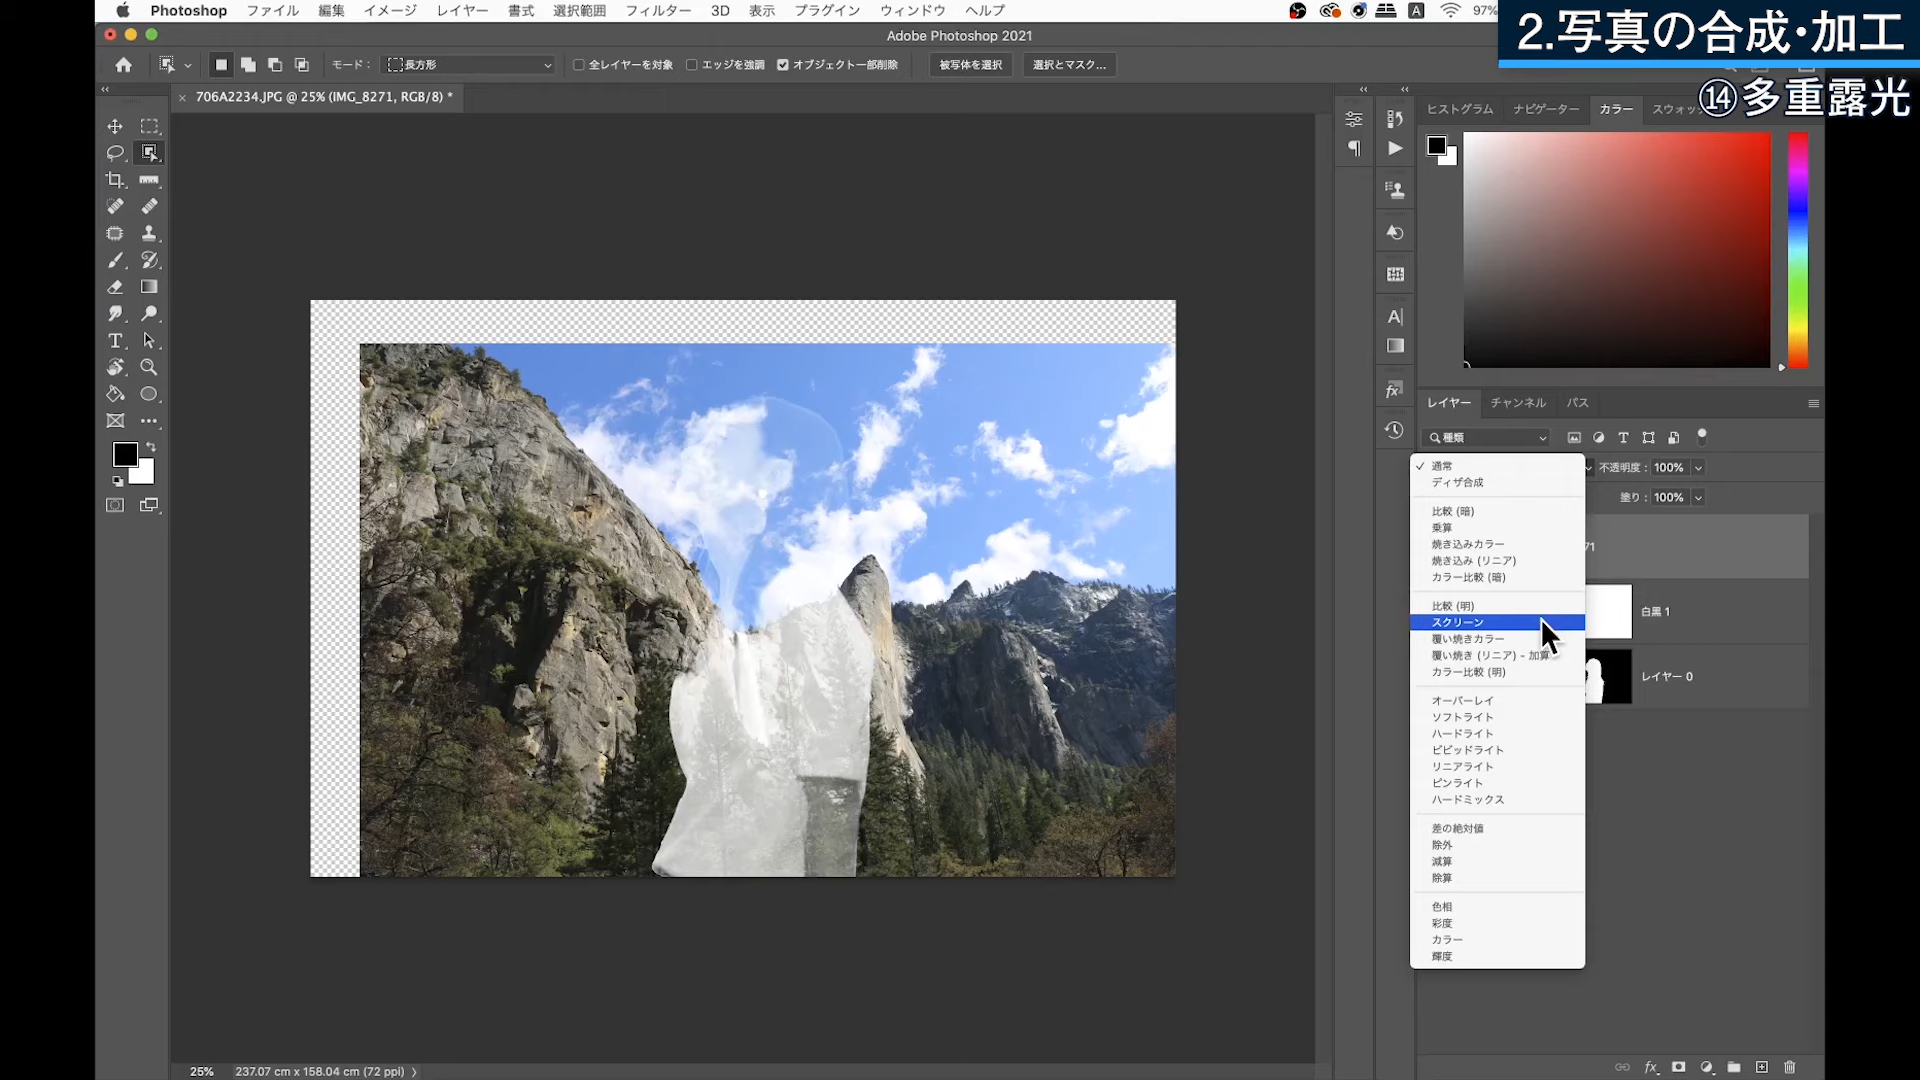 Photoshop ファイル 編集 イメージ レイヤー 書式 選択範囲 フィルター 3D 表示 プラグイン ウィンドウ ヘルプ A 97%
2.写真の合成・加工
⑭多重露光
Adobe Photoshop 2021
モード： 長方形 全レイヤーを対象 エッジを強調 オブジェクト一部削除 被写体を選択 選択とマスク...
706A2234.JPG @ 25% (IMG_8271, RGB/8) *
ヒストグラム ナビゲーター カラー スウォッ
レイヤー チャンネル パス
種類
不透明度： 100%
塗り： 100%
通常
ディザ合成
比較 (暗)
乗算
焼き込みカラー
焼き込み (リニア)
カラー比較 (暗)
比較 (明)
スクリーン
覆い焼きカラー
覆い焼き (リニア) - 加算
カラー比較 (明)
オーバーレイ
ソフトライト
ハードライト
ビビッドライト
リニアライト
ピンライト
ハードミックス
差の絶対値
除外
減算
除算
色相
彩度
カラー
輝度
71
白黒 1
レイヤー 0
25% 237.07 cm x 158.04 cm (72 ppi)